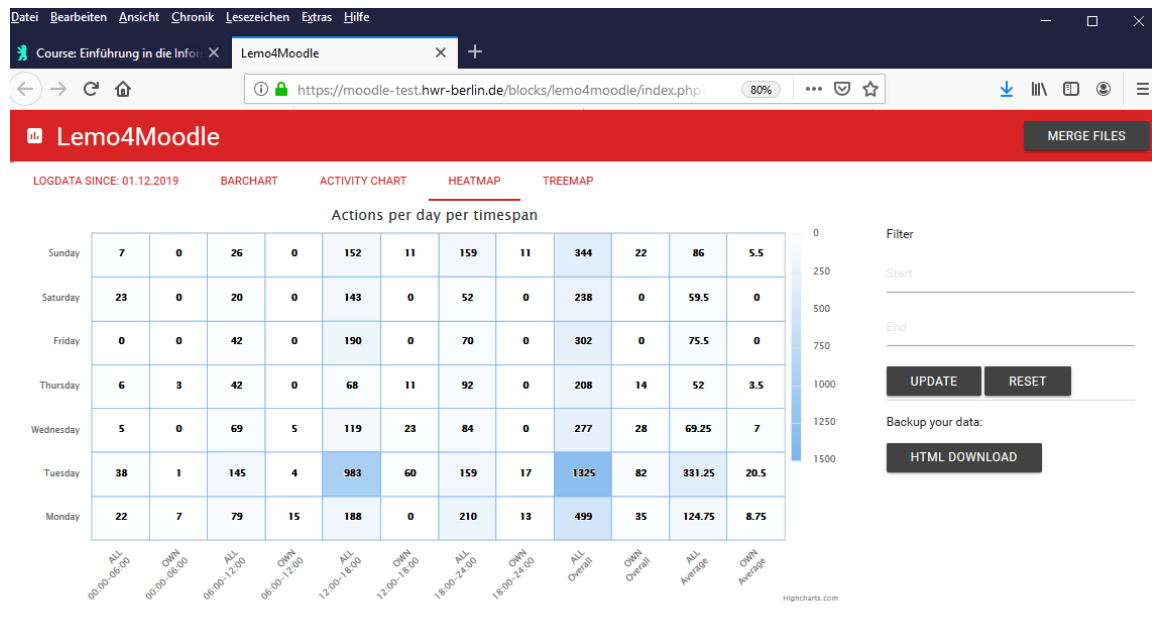 Datei Bearbeiten Ansicht Chronik Lesezeichen Extras Hilfe
Course: Einführung in die Infor
Lemo4Moodle
https://moodle-test.hwr-berlin.de/blocks/lemo4moodle/index.php? 80%
Lemo4Moodle MERGE FILES
LOGDATA SINCE: 01.12.2019 BARCHART ACTIVITY CHART HEATMAP TREEMAP
Actions per day per timespan
Sunday 7 0 26 0 152 11 159 11 344 22 86 5.5
Saturday 23 0 20 0 143 0 52 0 238 0 59.5 0
Friday 0 0 42 0 190 0 70 0 302 0 75.5 0
Thursday 6 3 42 0 68 11 92 0 208 14 52 3.5
Wednesday 5 0 69 5 119 23 84 0 277 28 69.25 7
Tuesday 38 1 145 4 983 60 159 17 1325 82 331.25 20.5
Monday 22 7 79 15 188 0 210 13 499 35 124.75 8.75
ALL 00:00-06:00
OWN 00:00-06:00
ALL 06:00-12:00
OWN 06:00-12:00
ALL 12:00-18:00
OWN 12:00-18:00
ALL 18:00-24:00
OWN 18:00-24:00
ALL Overall
OWN Overall
ALL Average
OWN Average
0
250
500
750
1000
1250
1500
Highcharts.com
Filter
Start
End
UPDATE RESET
Backup your data:
HTML DOWNLOAD